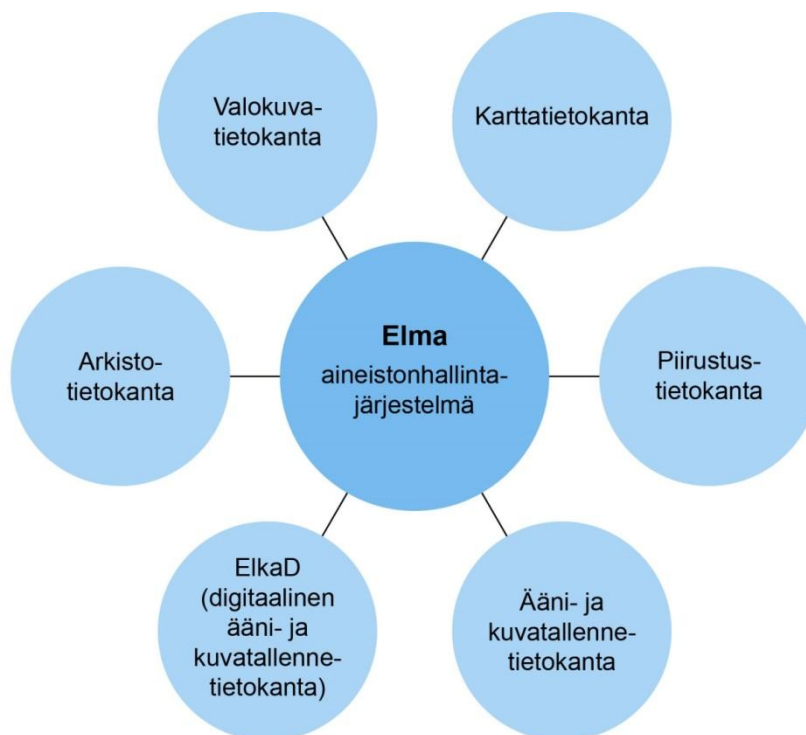 Valokuva-
tietokanta
Karttatietokanta
Elma
aineistonhallinta-
järjestelmä
Arkisto-
tietokanta
Piirustus-
tietokanta
ElkaD
(digitaalinen
ääni- ja
kuvatallenne-
tietokanta)
Ääni- ja
kuvatallenne-
tietokanta